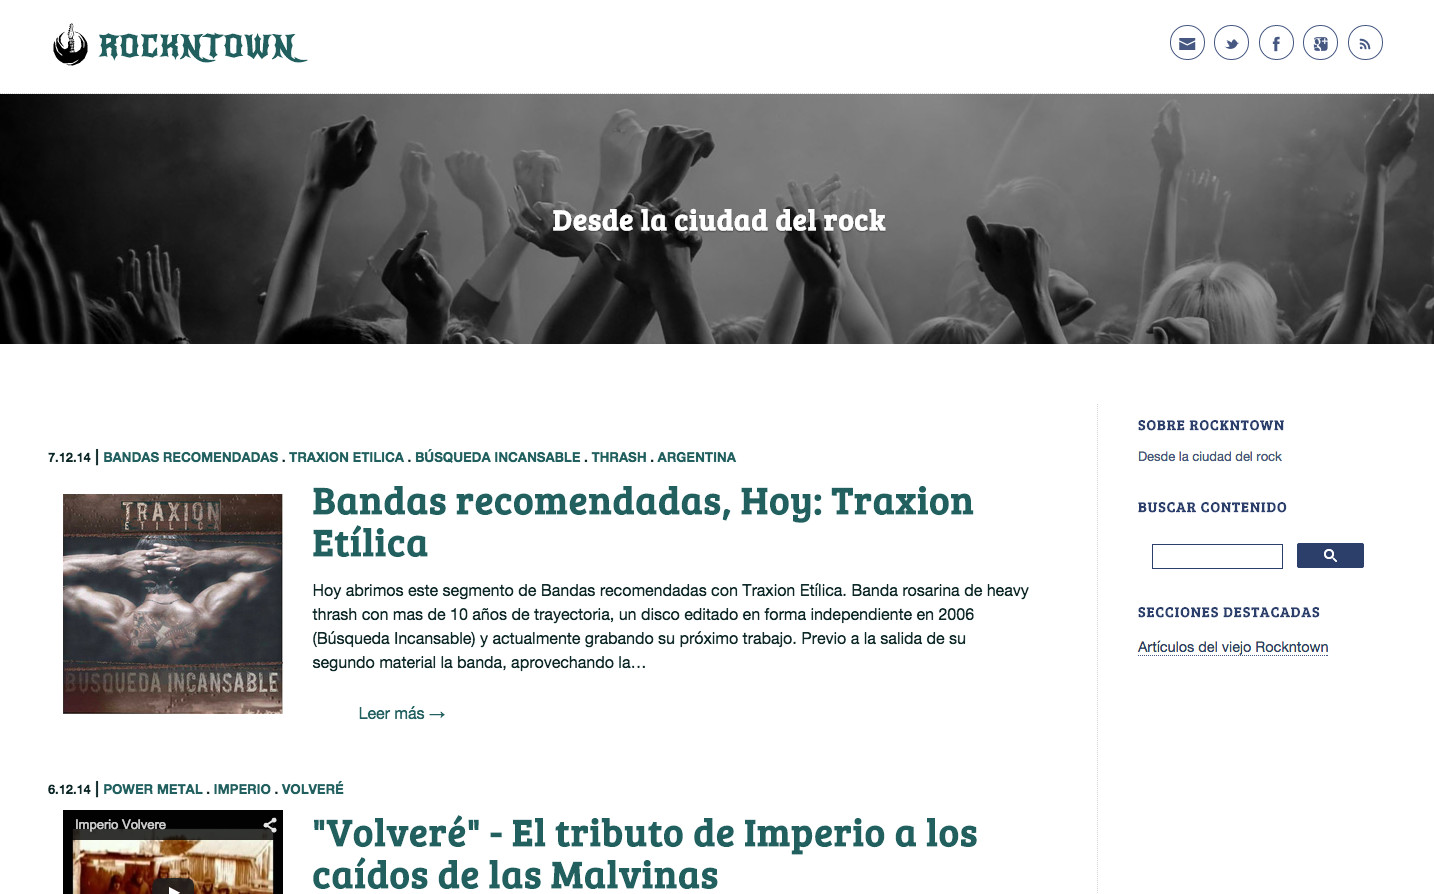 ROCKNTOWN
Desde la ciudad del rock
7.12.14 | BANDAS RECOMENDADAS . TRAXION ETILICA . BÚSQUEDA INCANSABLE . THRASH . ARGENTINA
TRAXION
ETILICA
BUSQUEDA INCANSABLE
Bandas recomendadas, Hoy: Traxion
Etílica
Hoy abrimos este segmento de Bandas recomendadas con Traxion Etílica. Banda rosarina de heavy
thrash con mas de 10 años de trayectoria, un disco editado en forma independiente en 2006
(Búsqueda Incansable) y actualmente grabando su próximo trabajo. Previo a la salida de su
segundo material la banda, aprovechando la…
Leer más →
6.12.14 | POWER METAL . IMPERIO . VOLVERÉ
Imperio Volvere
"Volveré" - El tributo de Imperio a los
caídos de las Malvinas
SOBRE ROCKNTOWN
Desde la ciudad del rock
BUSCAR CONTENIDO
SECCIONES DESTACADAS
Artículos del viejo Rockntown